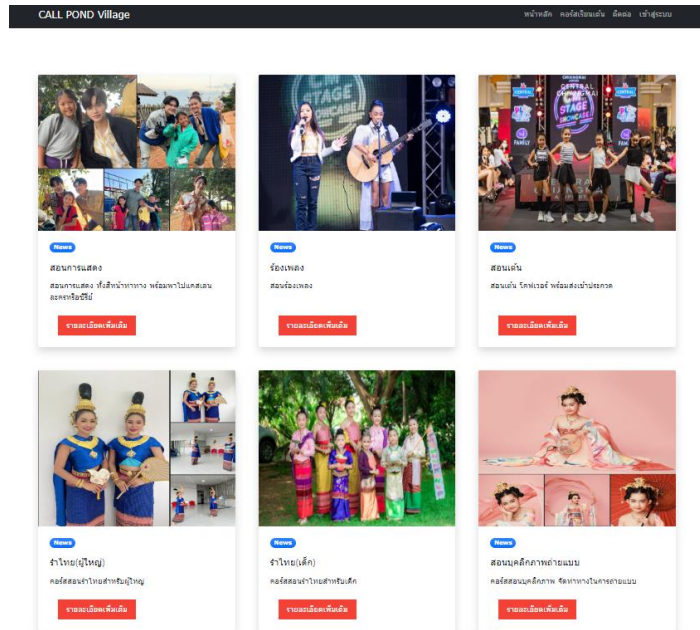 CALL POND Village
หน้าหลัก คอร์สเรียนเด่น ติดต่อ เข้าสู่ระบบ
CENTRAL
CHIANGMAI
STAGE
SHOWCASE
FAMILY
News
News
News
สอนการแสดง
ร้องเพลง
สอนเต้น
สอนการแสดง ทั้งสีหน้าท่าทาง พร้อมพาไปแคสเล่น
ละครหรือซีรีย์
สอนร้องเพลง
สอนเต้น โคฟเวอร์ พร้อมส่งเข้าประกวด
รายละเอียดเพิ่มเติม
รายละเอียดเพิ่มเติม
รายละเอียดเพิ่มเติม
News
News
News
รำไทย(ผู้ใหญ่)
รำไทย(เด็ก)
สอนบุคลิกภาพถ่ายแบบ
คอร์สสอนรำไทยสำหรับผู้ใหญ่
คอร์สสอนรำไทยสำหรับเด็ก
คอร์สสอนบุคลิกภาพ จัดท่าทางในการถ่ายแบบ
รายละเอียดเพิ่มเติม
รายละเอียดเพิ่มเติม
รายละเอียดเพิ่มเติม